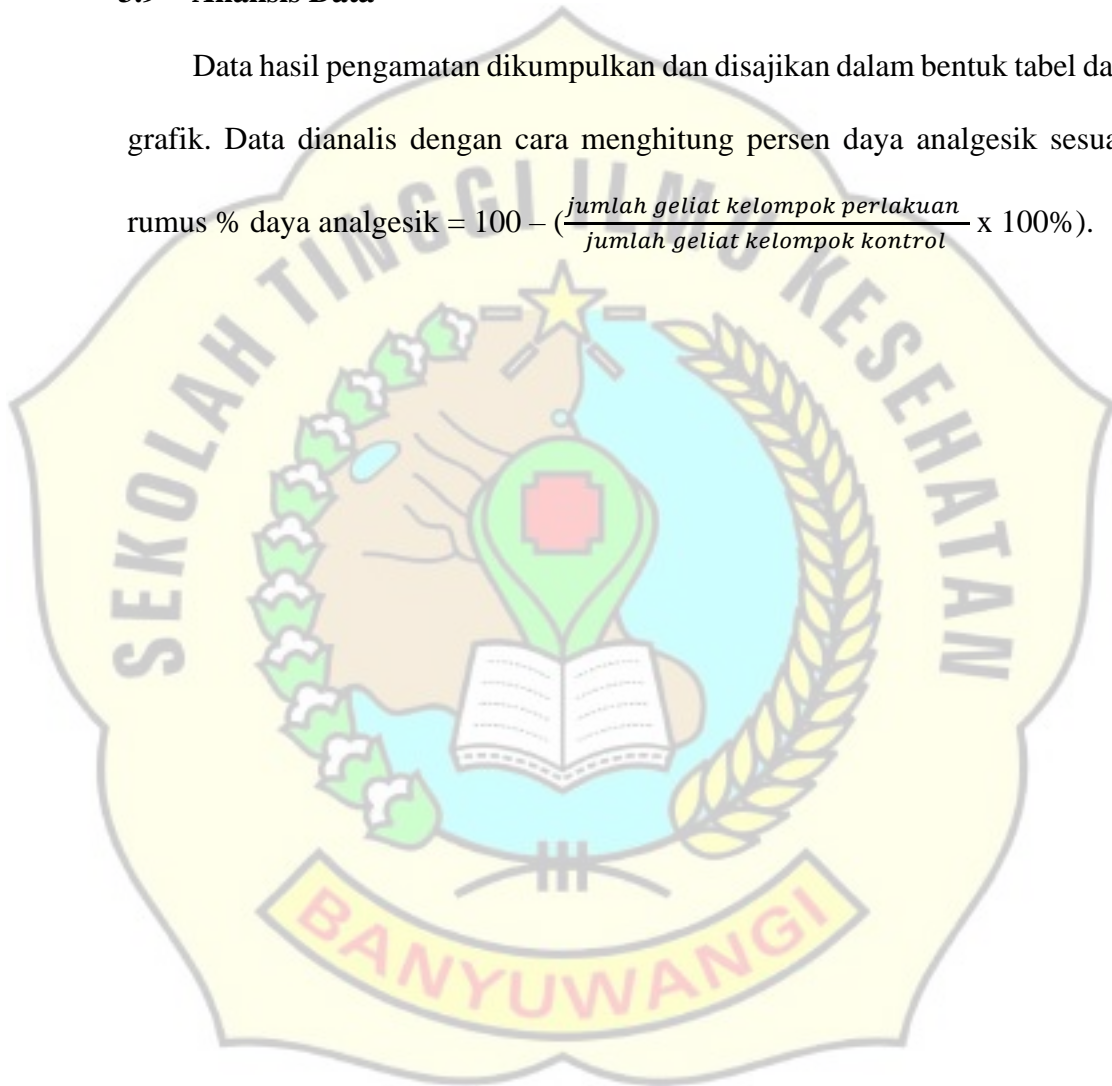 Data hasil pengamatan dikumpulkan dan disajikan dalam bentuk tabel da
grafik. Data dianalis dengan cara menghitung persen daya analgesik sesua
rumus % daya analgesik = 100 – (jumlah geliat kelompok perlakuan / jumlah geliat kelompok kontrol x 100%).
SEKOLAH TINGGI ILMU KESEHATAN
BANYUWANGI